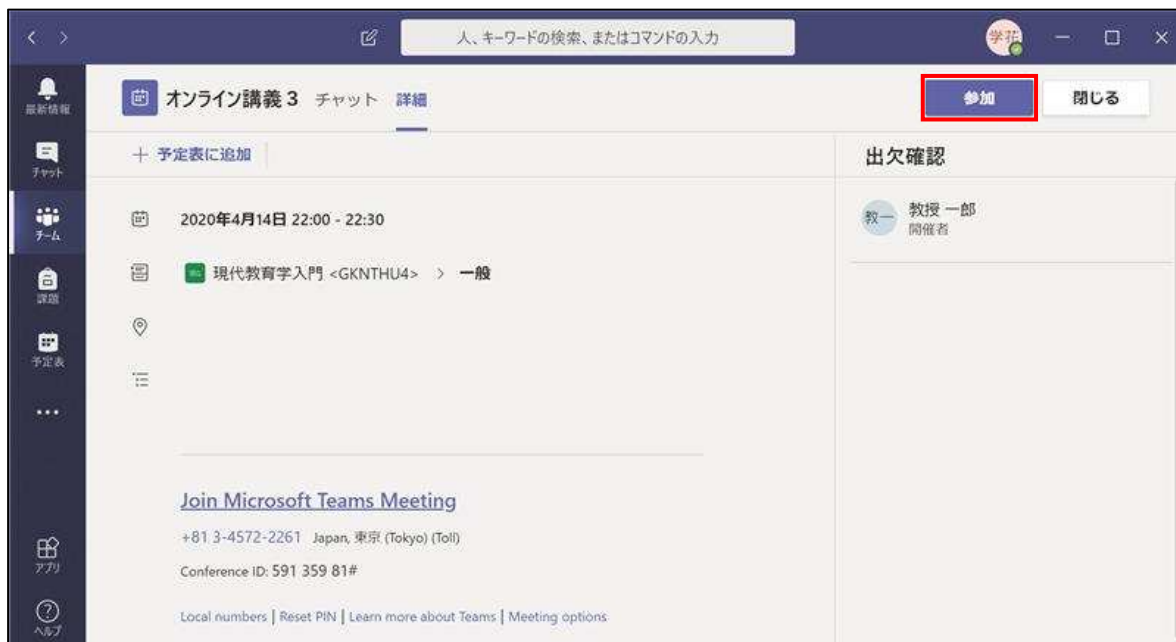 人、キーワードの検索、またはコマンドの入力
学花
最新情報
チャット
チーム
課題
予定表
アプリ
ヘルプ
オンライン講義 3 チャット 詳細
参加 閉じる
＋ 予定表に追加
2020年4月14日 22:00 - 22:30
現代教育学入門 <GKNTHU4> > 一般
Join Microsoft Teams Meeting
+81 3-4572-2261 Japan, 東京 (Tokyo) (Toll)
Conference ID: 591 359 81#
Local numbers | Reset PIN | Learn more about Teams | Meeting options
出欠確認
教一 教授 一郎
開催者